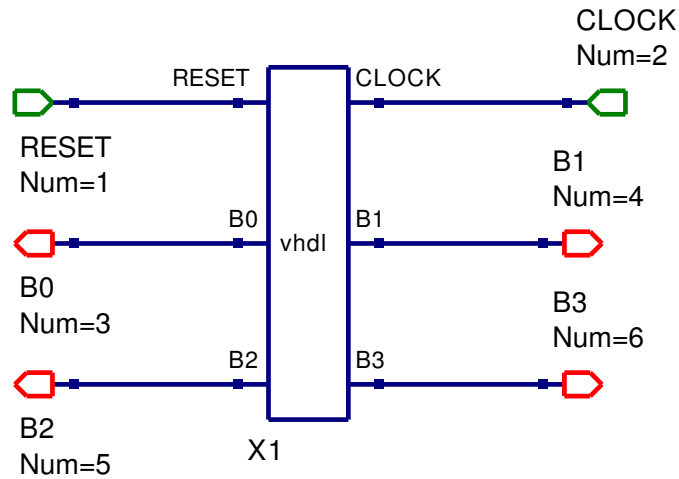 CLOCK
Num=2
RESET
CLOCK
RESET
Num=1
B1
Num=4
B0
B1
vhdl
B0
Num=3
B3
Num=6
B2
B3
B2
Num=5
X1